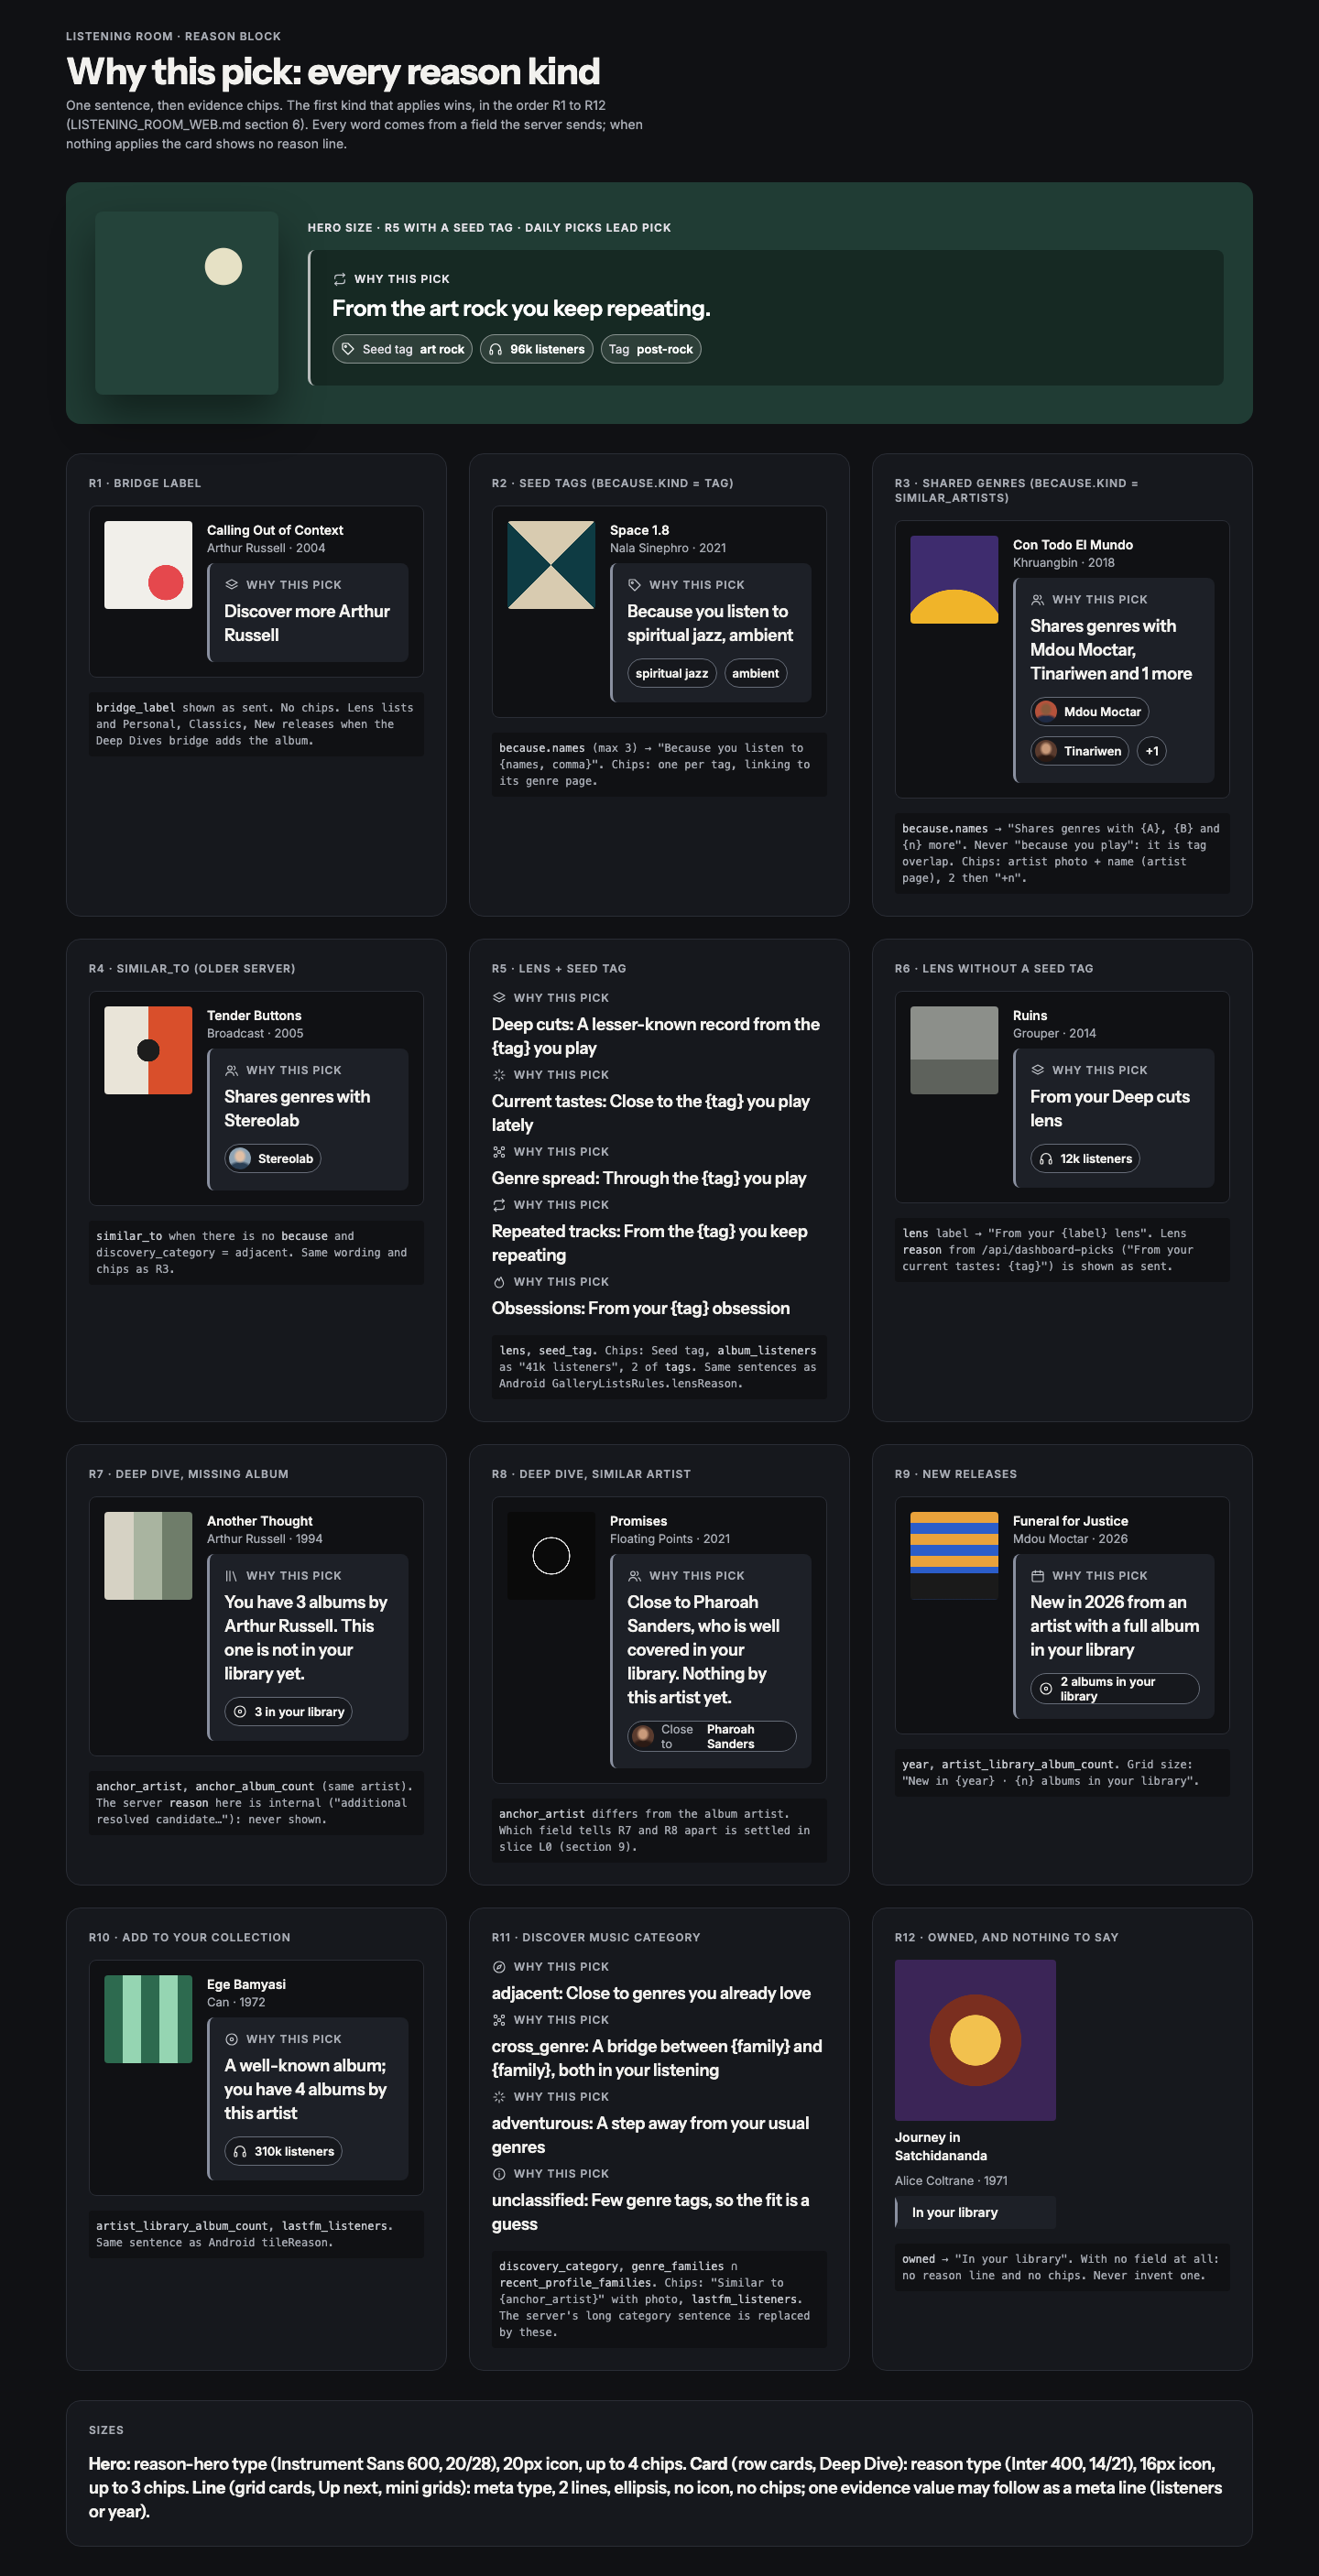 LISTENING ROOM · REASON BLOCK
Why this pick: every reason kind
One sentence, then evidence chips. The first kind that applies wins, in the order R1 to R12
(LISTENING_ROOM_WEB.md section 6). Every word comes from a field the server sends; when
nothing applies the card shows no reason line.
HERO SIZE · R5 WITH A SEED TAG · DAILY PICKS LEAD PICK
WHY THIS PICK
From the art rock you keep repeating.
Seed tag art rock
96k listeners
Tag post-rock
R1 · BRIDGE LABEL
Calling Out of Context
Arthur Russell · 2004
WHY THIS PICK
Discover more Arthur
Russell
bridge_label shown as sent. No chips. Lens lists
and Personal, Classics, New releases when the
Deep Dives bridge adds the album.
R2 · SEED TAGS (BECAUSE.KIND = TAG)
Space 1.8
Nala Sinephro · 2021
WHY THIS PICK
Because you listen to
spiritual jazz, ambient
spiritual jazz
ambient
because.names (max 3) → "Because you listen to
{names, comma}". Chips: one per tag, linking to
its genre page.
R3 · SHARED GENRES (BECAUSE.KIND =
SIMILAR_ARTISTS)
Con Todo El Mundo
Khruangbin · 2018
WHY THIS PICK
Shares genres with
Mdou Moctar,
Tinariwen and 1 more
Mdou Moctar
Tinariwen
+1
because.names → "Shares genres with {A}, {B} and
{n} more". Never "because you play": it is tag
overlap. Chips: artist photo + name (artist
page), 2 then "+n".
R4 · SIMILAR_TO (OLDER SERVER)
Tender Buttons
Broadcast · 2005
WHY THIS PICK
Shares genres with
Stereolab
Stereolab
similar_to when there is no because and
discovery_category = adjacent. Same wording and
chips as R3.
R5 · LENS + SEED TAG
WHY THIS PICK
Deep cuts: A lesser-known record from the
{tag} you play
WHY THIS PICK
Current tastes: Close to the {tag} you play
lately
WHY THIS PICK
Genre spread: Through the {tag} you play
WHY THIS PICK
Repeated tracks: From the {tag} you keep
repeating
WHY THIS PICK
Obsessions: From your {tag} obsession
lens, seed_tag. Chips: Seed tag, album_listeners
as "41k listeners", 2 of tags. Same sentences as
Android GalleryListsRules.lensReason.
R6 · LENS WITHOUT A SEED TAG
Ruins
Grouper · 2014
WHY THIS PICK
From your Deep cuts
lens
12k listeners
lens label → "From your {label} lens". Lens
reason from /api/dashboard-picks ("From your
current tastes: {tag}") is shown as sent.
R7 · DEEP DIVE, MISSING ALBUM
Another Thought
Arthur Russell · 1994
WHY THIS PICK
You have 3 albums by
Arthur Russell. This
one is not in your
library yet.
3 in your library
anchor_artist, anchor_album_count (same artist).
The server reason here is internal ("additional
resolved candidate…"): never shown.
R8 · DEEP DIVE, SIMILAR ARTIST
Promises
Floating Points · 2021
WHY THIS PICK
Close to Pharoah
Sanders, who is well
covered in your
library. Nothing by
this artist yet.
Close to Pharoah Sanders
anchor_artist differs from the album artist.
Which field tells R7 and R8 apart is settled in
slice L0 (section 9).
R9 · NEW RELEASES
Funeral for Justice
Mdou Moctar · 2026
WHY THIS PICK
New in 2026 from an
artist with a full album
in your library
2 albums in your
library
year, artist_library_album_count. Grid size:
"New in {year} · {n} albums in your library".
R10 · ADD TO YOUR COLLECTION
Ege Bamyasi
Can · 1972
WHY THIS PICK
A well-known album;
you have 4 albums by
this artist
310k listeners
artist_library_album_count, lastfm_listeners.
Same sentence as Android tileReason.
R11 · DISCOVER MUSIC CATEGORY
WHY THIS PICK
adjacent: Close to genres you already love
WHY THIS PICK
cross_genre: A bridge between {family} and
{family}, both in your listening
WHY THIS PICK
adventurous: A step away from your usual
genres
WHY THIS PICK
unclassified: Few genre tags, so the fit is a
guess
discovery_category, genre_families ∩
recent_profile_families. Chips: "Similar to
{anchor_artist}" with photo, lastfm_listeners.
The server's long category sentence is replaced
by these.
R12 · OWNED, AND NOTHING TO SAY
Journey in
Satchidananda
Alice Coltrane · 1971
In your library
owned → "In your library". With no field at all:
no reason line and no chips. Never invent one.
SIZES
Hero: reason-hero type (Instrument Sans 600, 20/28), 20px icon, up to 4 chips. Card (row cards, Deep Dive): reason type (Inter 400, 14/21), 16px icon,
up to 3 chips. Line (grid cards, Up next, mini grids): meta type, 2 lines, ellipsis, no icon, no chips; one evidence value may follow as a meta line (listeners
or year).